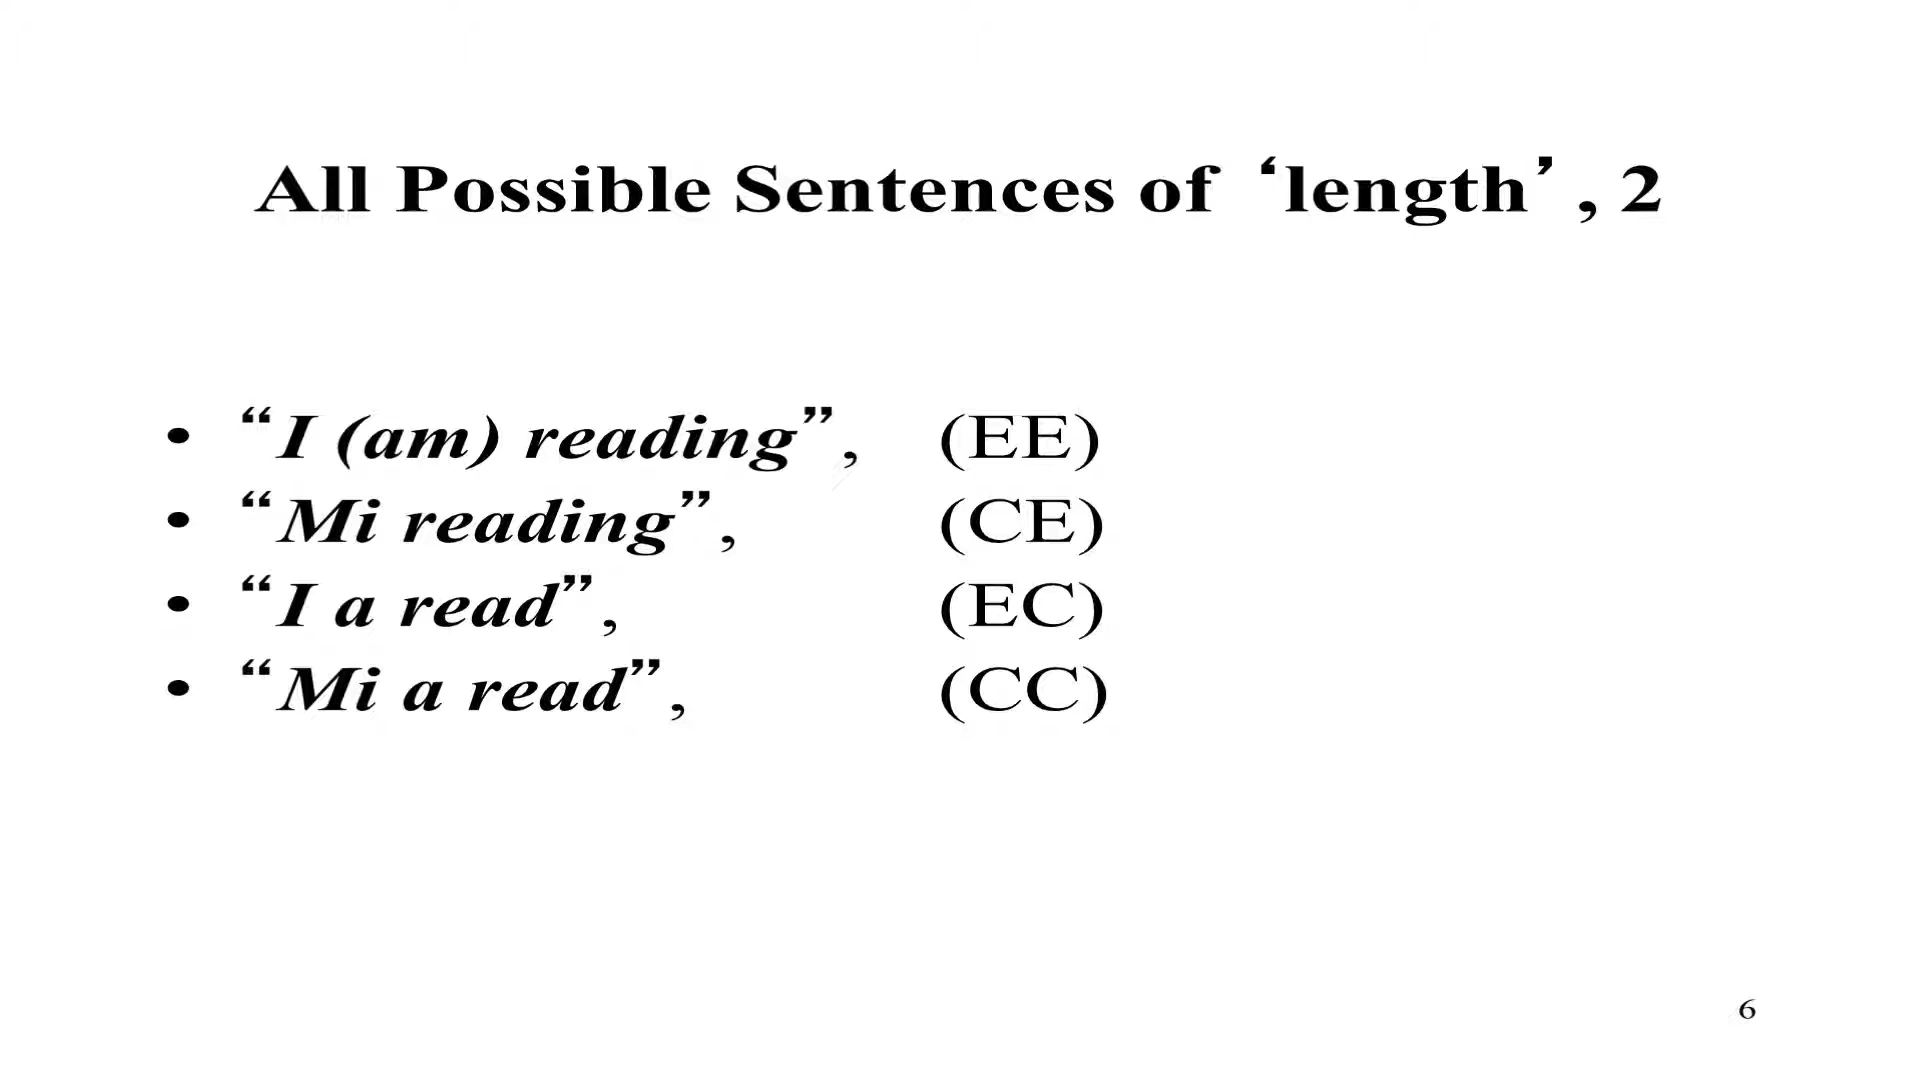 All Possible Sentences of ‘length’, 2
• “I (am) reading”, (EE)
• “Mi reading”, (CE)
• “I a read”, (EC)
• “Mi a read”, (CC)
6